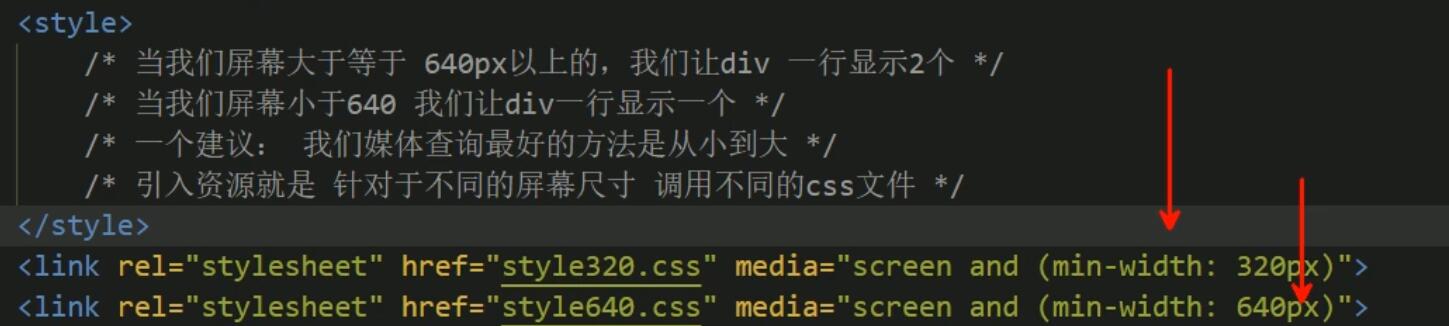 <style>
/* 当我们屏幕大于等于 640px以上的，我们让div 一行显示2个 */
/* 当我们屏幕小于640 我们让div一行显示一个 */
/* 一个建议： 我们媒体查询最好的方法是从小到大 */
/* 引入资源就是 针对于不同的屏幕尺寸 调用不同的css文件 */
</style>
<link rel="stylesheet" href="style320.css" media="screen and (min-width: 320px)">
<link rel="stylesheet" href="style640.css" media="screen and (min-width: 640px)">